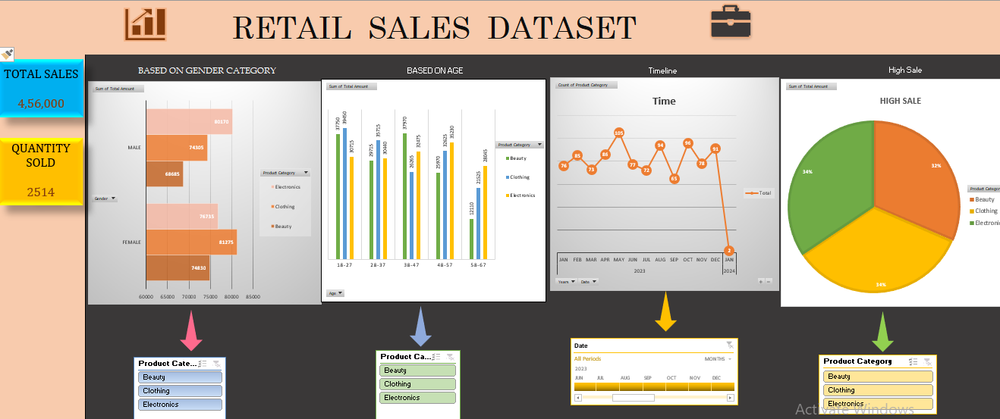 RETAIL SALES DATASET
TOTAL SALES
4,56,000
QUANTITY
SOLD
2514
BASED ON GENDER CATEGORY
Sum of Total Amount
MALE
80170
74305
68685
Gender
FEMALE
76735
81275
74830
60000 65000 70000 75000 80000 85000
Product Category
Electronics
Clothing
Beauty
BASED ON AGE
Sum of Total Amount
37750 39450 30715
29715 35715 30440
37970 26265 32475
25970 32625 35230
12110 21525 28045
18-27 28-37 38-47 48-57 58-67
Age
Product Category
Beauty
Clothing
Electronics
Timeline
Count of Product Category
Time
76 85 73 86 105 77 72 94 65 96 78 91 2
JAN FEB MAR APR MAY JUN JUL AUG SEP OCT NOV DEC JAN
2023 2024
Years Date
Total
High Sale
Sum of Total Amount
HIGH SALE
32%
34%
34%
Product Categor
Beauty
Clothing
Electroni
Product Cate...
Beauty
Clothing
Electronics
Product Ca...
Beauty
Clothing
Electronics
Date
All Periods MONTHS
2023
JUN JUL AUG SEP OCT NOV DEC
Product Category
Beauty
Clothing
Electronics
Activate Windows